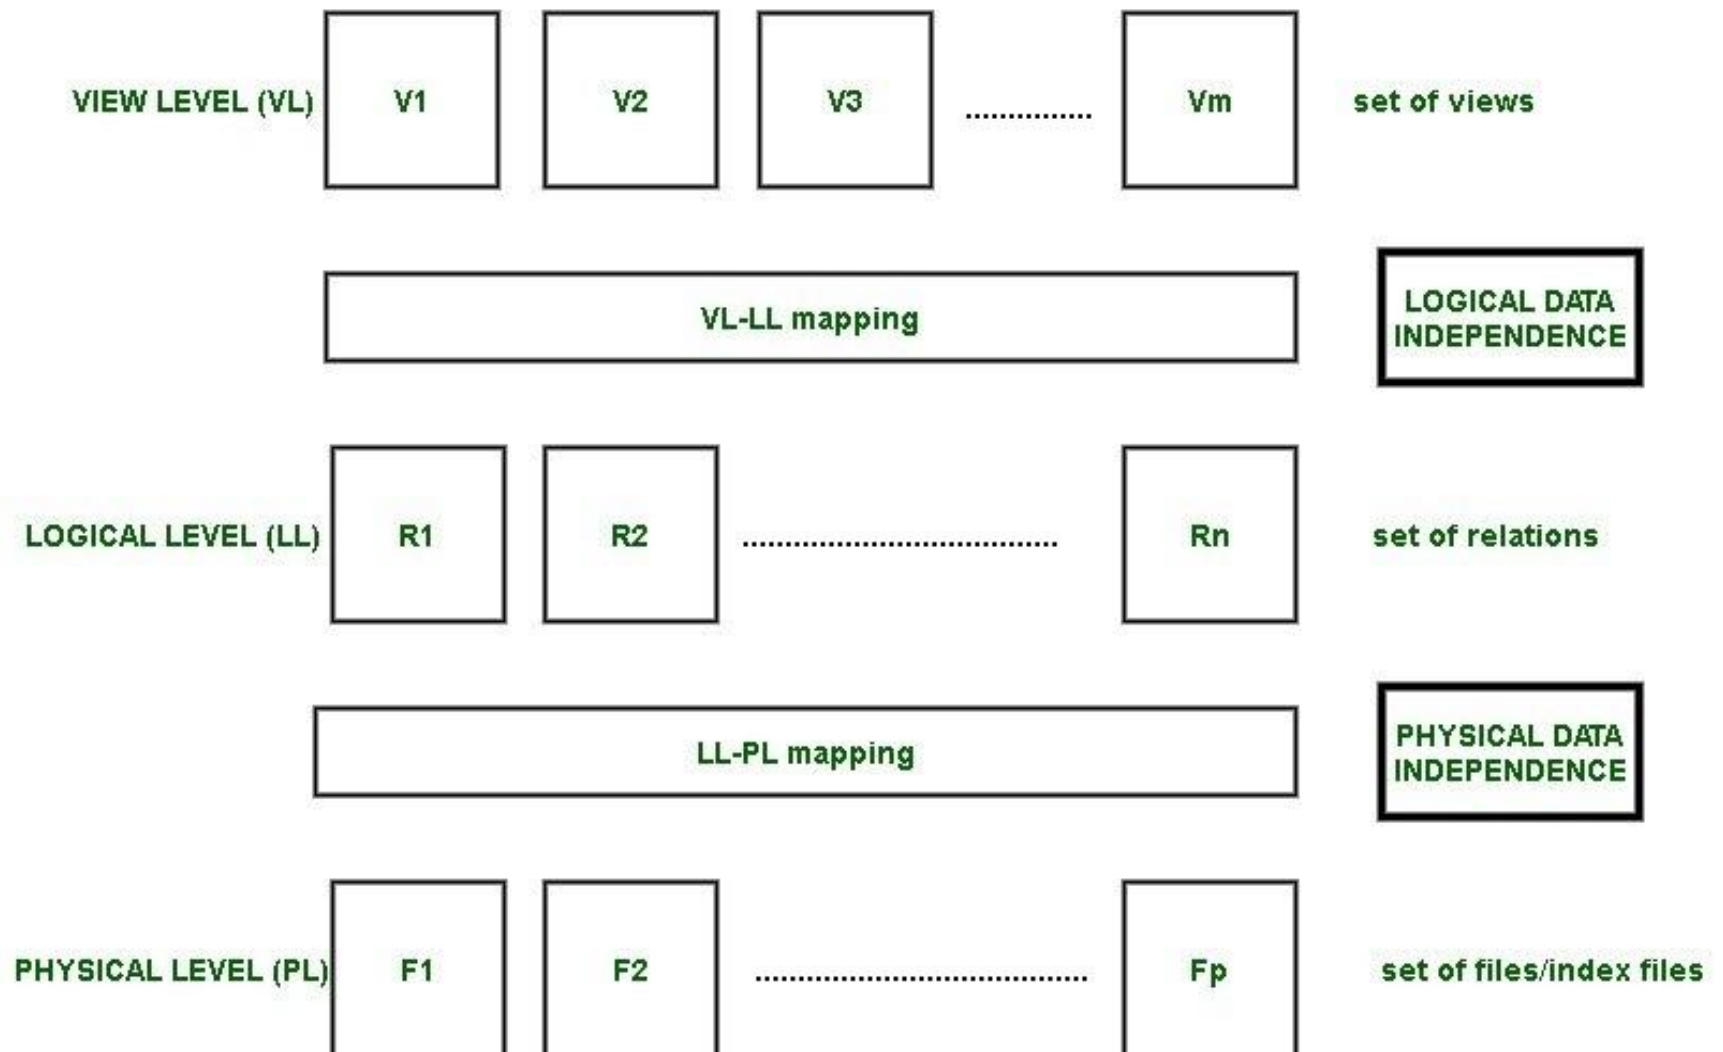 VIEW LEVEL (VL) V1 V2 V3 ............... Vm set of views
VL-LL mapping
LOGICAL DATA
INDEPENDENCE
LOGICAL LEVEL (LL) R1 R2 ...................................... Rn set of relations
LL-PL mapping
PHYSICAL DATA
INDEPENDENCE
PHYSICAL LEVEL (PL) F1 F2 ........................................ Fp set of files/index files